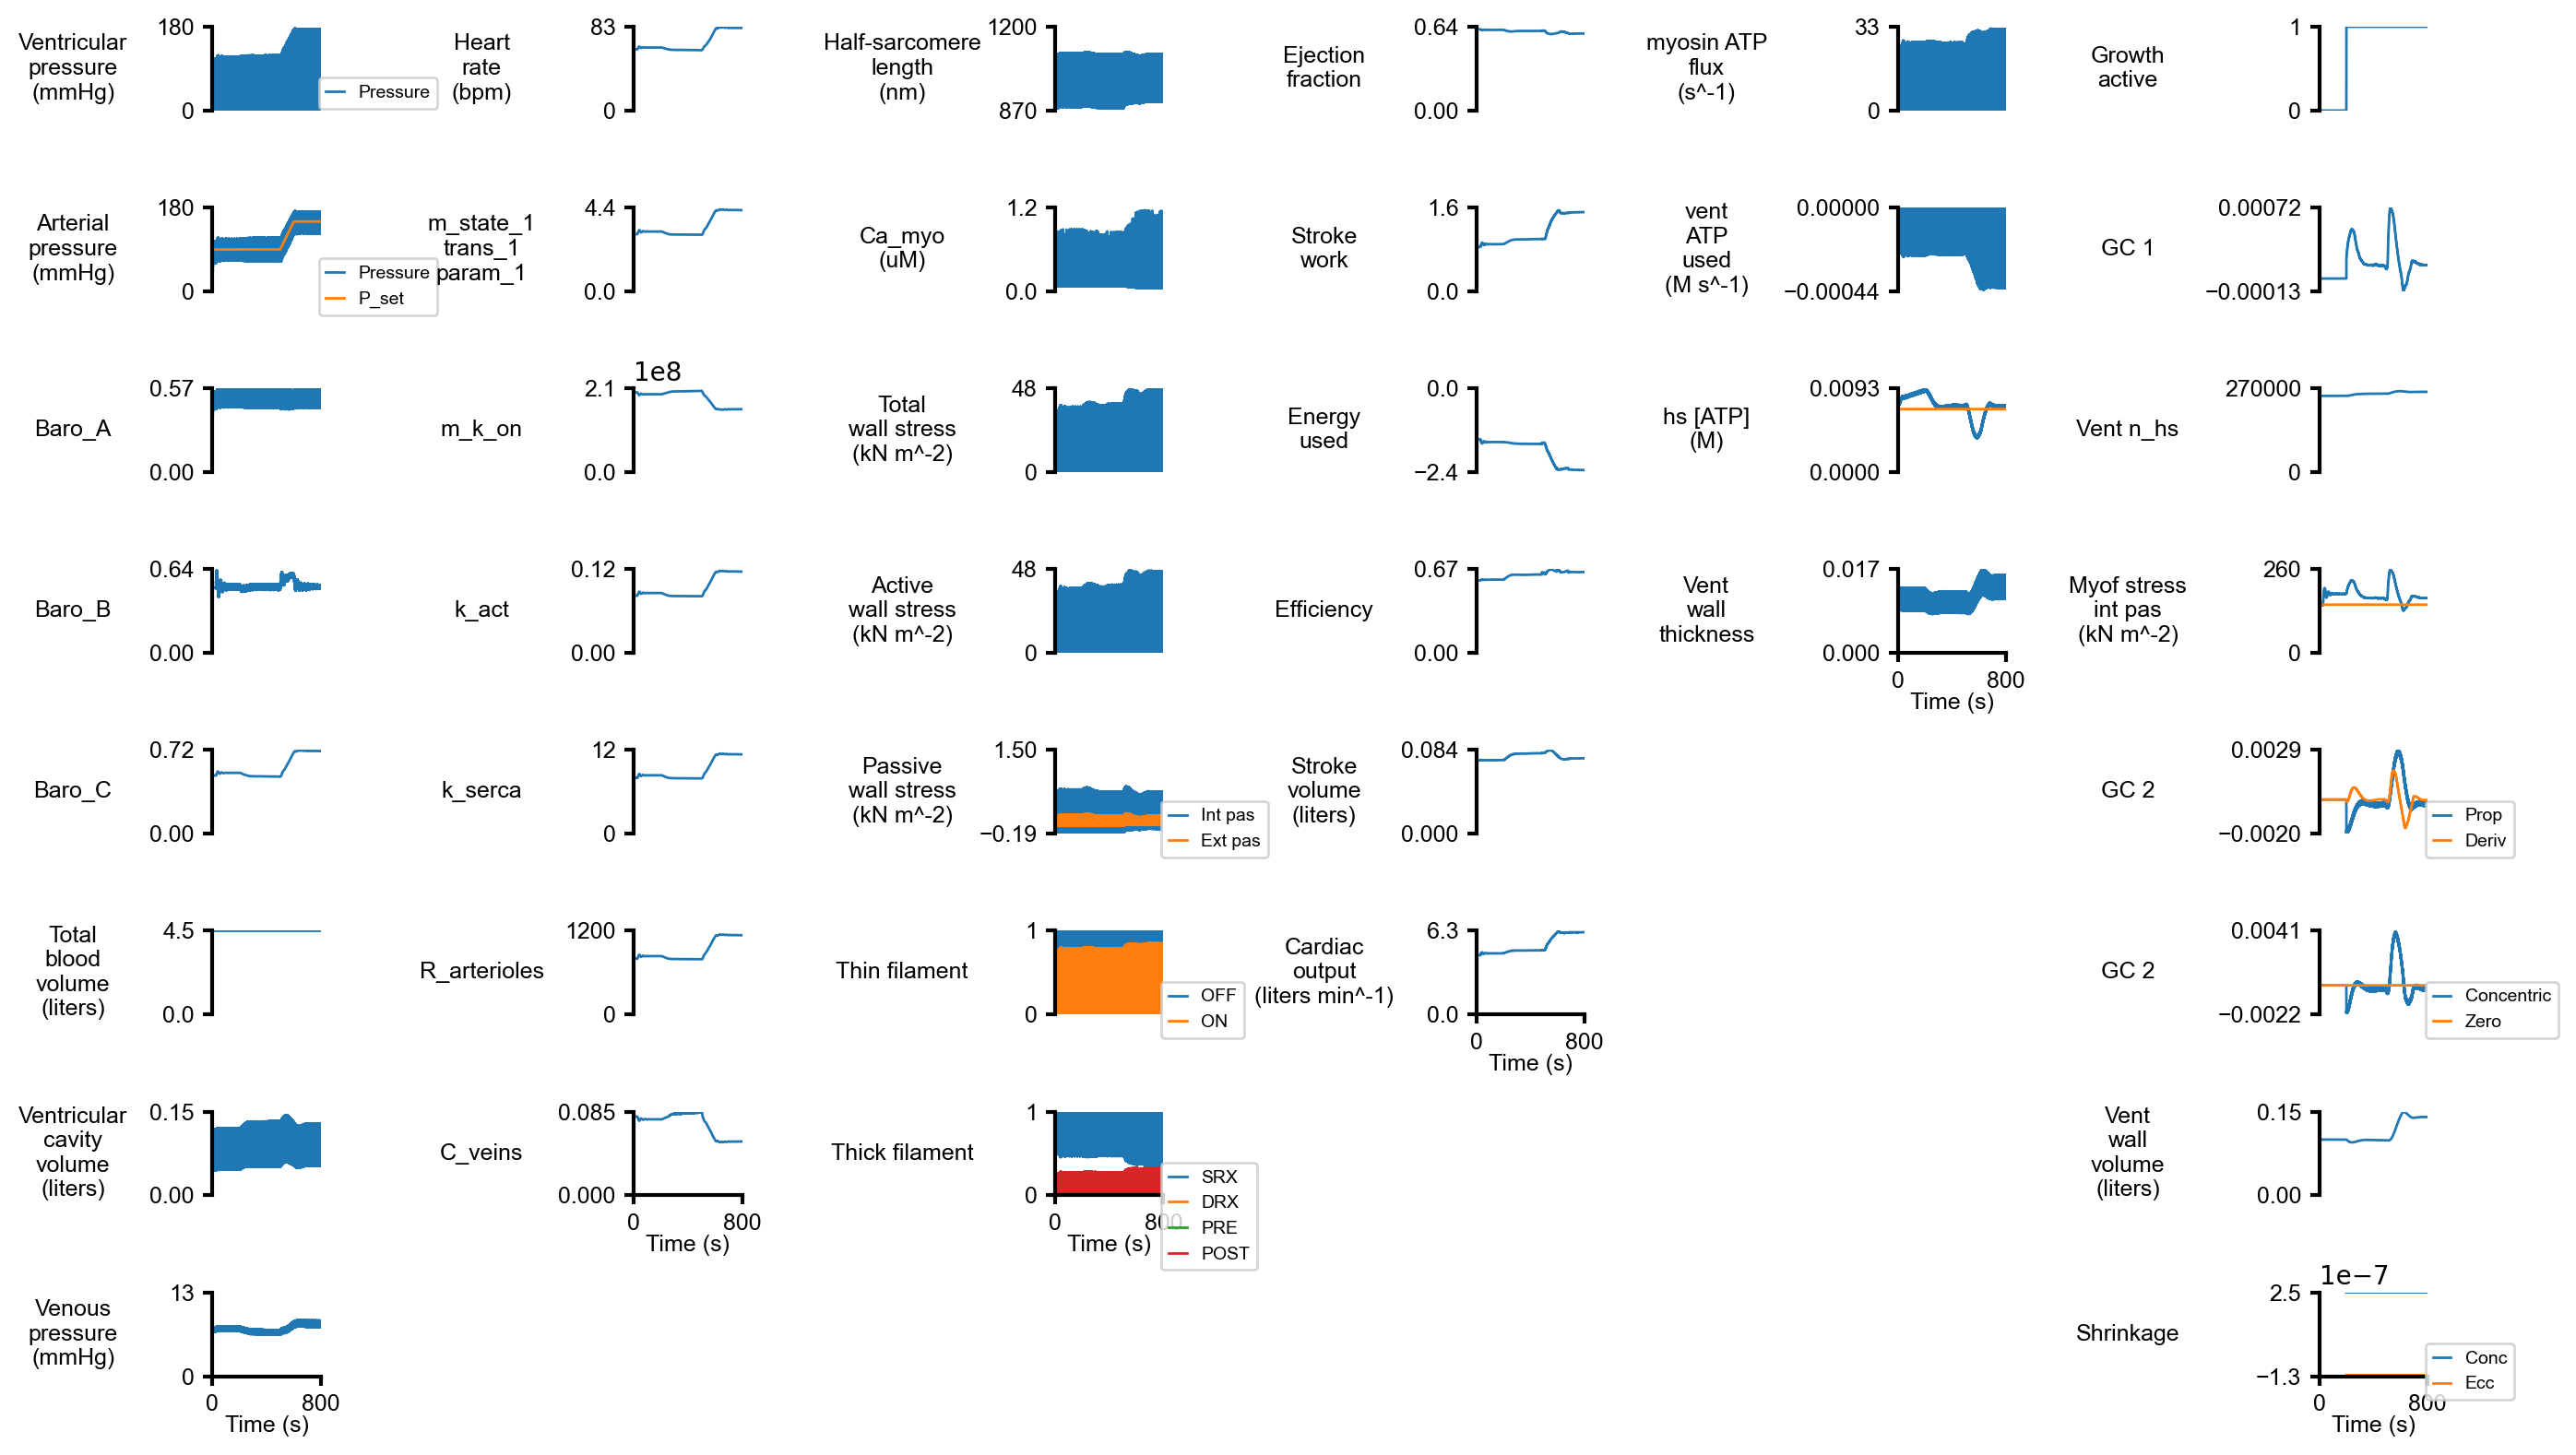 180
Ventricular
pressure
(mmHg)
0
Pressure
83
Heart
rate
(bpm)
0
1200
Half-sarcomere
length
(nm)
870
0.64
Ejection
fraction
0.00
33
myosin ATP
flux
(s^-1)
0
1
Growth
active
0
180
Arterial
pressure
(mmHg)
0
Pressure
P_set
4.4
m_state_1
trans_1
param_1
0.0
1.2
Ca_myo
(uM)
0.0
1.6
Stroke
work
0.0
0.00000
vent
ATP
used
(M s^-1)
−0.00044
0.00072
GC 1
−0.00013
0.57
Baro_A
0.00
1e8
2.1
m_k_on
0.0
48
Total
wall stress
(kN m^-2)
0
0.0
Energy
used
−2.4
0.0093
hs [ATP]
(M)
0.0000
270000
Vent n_hs
0
0.64
Baro_B
0.00
0.12
k_act
0.00
48
Active
wall stress
(kN m^-2)
0
0.67
Efficiency
0.00
0.017
Vent
wall
thickness
0.000
0
800
Time (s)
260
Myof stress
int pas
(kN m^-2)
0
0.72
Baro_C
0.00
12
k_serca
0
1.50
Passive
wall stress
(kN m^-2)
−0.19
Int pas
Ext pas
0.084
Stroke
volume
(liters)
0.000
0.0029
GC 2
−0.0020
Prop
Deriv
4.5
Total
blood
volume
(liters)
0.0
1200
R_arterioles
0
1
Thin filament
0
OFF
ON
6.3
Cardiac
output
(liters min^-1)
0.0
0
800
Time (s)
0.0041
GC 2
−0.0022
Concentric
Zero
0.15
Ventricular
cavity
volume
(liters)
0.00
0.085
C_veins
0.000
0
800
Time (s)
1
Thick filament
0
0
800
Time (s)
SRX
DRX
PRE
POST
0.15
Vent
wall
volume
(liters)
0.00
13
Venous
pressure
(mmHg)
0
0
800
Time (s)
1e−7
2.5
Shrinkage
−1.3
0
800
Time (s)
Conc
Ecc